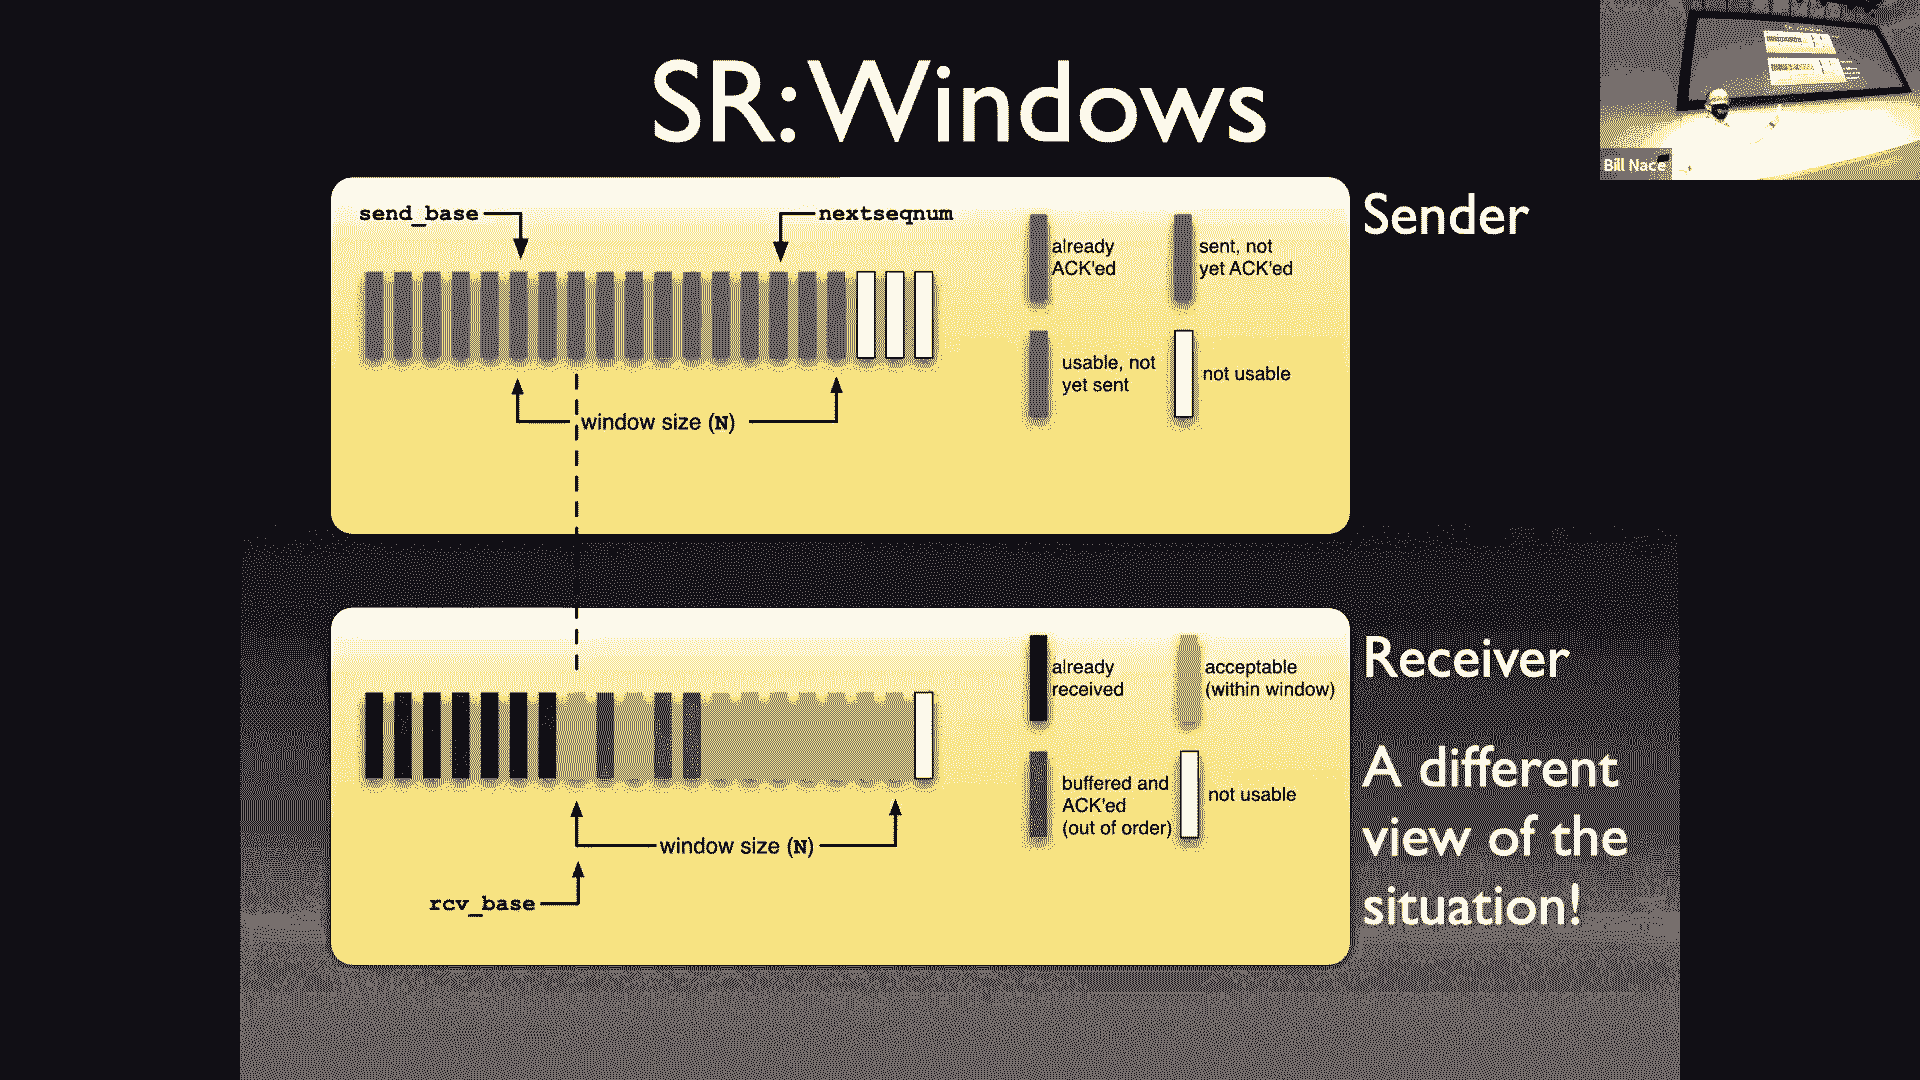 SR: Windows
Bill Nace
Sender
send_base
nextseqnum
already
ACK'ed
sent, not
yet ACK'ed
usable, not
yet sent
not usable
window size (N)
Receiver
already
received
acceptable
(within window)
buffered and
ACK'ed
(out of order)
not usable
window size (N)
rcv_base
A different
view of the
situation!